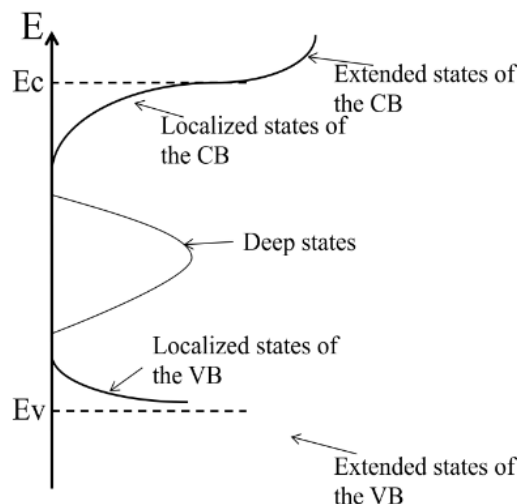 E
Ec
Extended states of
the CB
Localized states of
the CB
Deep states
Localized states of
the VB
Ev
Extended states of
the VB